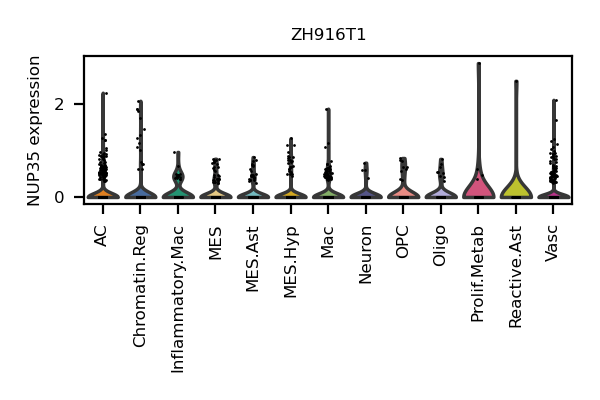 ZH916T1
NUP35 expression
2
0
AC
Chromatin.Reg
Inflammatory.Mac
MES
MES.Ast
MES.Hyp
Mac
Neuron
OPC
Oligo
Prolif.Metab
Reactive.Ast
Vasc